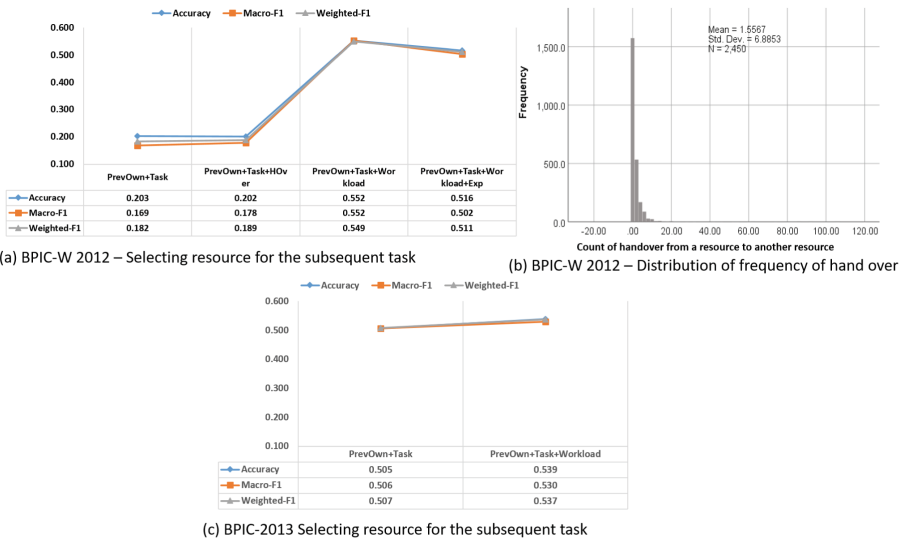 Accuracy Macro-F1 Weighted-F1
0.600
0.500
0.400
0.300
0.200
0.100
PrevOwn+Task PrevOwn+Task+HOv
er PrevOwn+Task+Wor
kload PrevOwn+Task+Wor
kload+Exp
Accuracy 0.203 0.202 0.552 0.516
Macro-F1 0.169 0.178 0.552 0.502
Weighted-F1 0.182 0.189 0.549 0.511
(a) BPIC-W 2012 – Selecting resource for the subsequent task
Mean = 1.5567
Std. Dev. = 6.8853
N = 2,450
Frequency
1,500.0
1,000.0
500.0
0.0
-20.00 .00 20.00 40.00 60.00 80.00 100.00 120.00
Count of handover from a resource to another resource
(b) BPIC-W 2012 – Distribution of frequency of hand over
Accuracy Macro-F1 Weighted-F1
0.600
0.500
0.400
0.300
0.200
0.100
PrevOwn+Task PrevOwn+Task+Workload
Accuracy 0.505 0.539
Macro-F1 0.506 0.530
Weighted-F1 0.507 0.537
(c) BPIC-2013 Selecting resource for the subsequent task